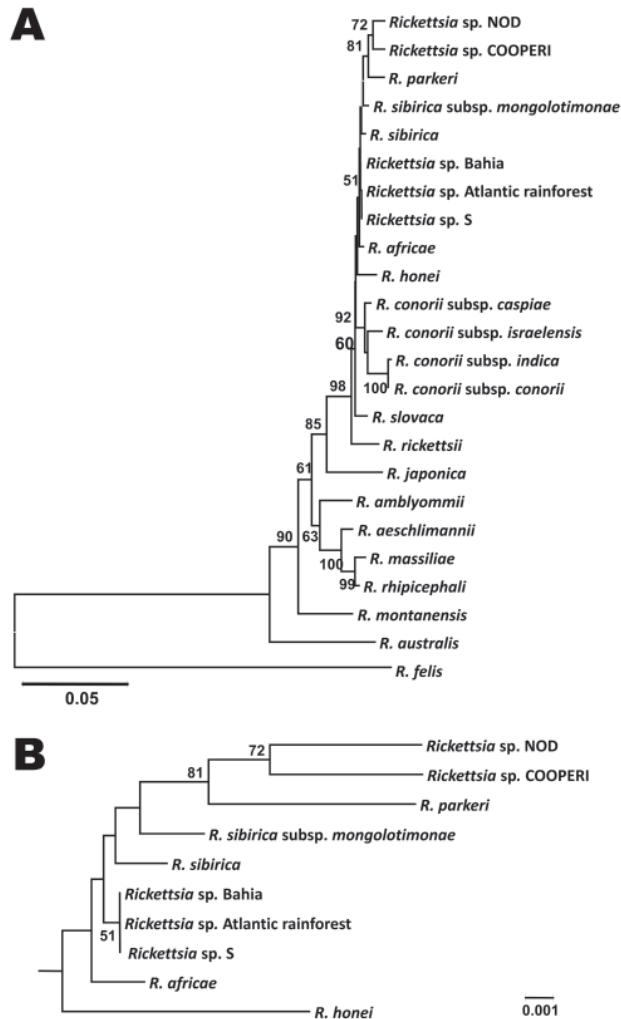 A
72
Rickettsia sp. NOD
81
Rickettsia sp. COOPERI
R. parkeri
R. sibirica subsp. mongolotimonae
R. sibirica
Rickettsia sp. Bahia
51
Rickettsia sp. Atlantic rainforest
Rickettsia sp. S
R. africae
R. honei
R. conorii subsp. caspiae
92
R. conorii subsp. israelensis
60
R. conorii subsp. indica
98
100
R. conorii subsp. conorii
R. slovaca
85
R. rickettsii
61
R. japonica
R. amblyommii
90
63
R. aeschlimannii
100
R. massiliae
99
R. rhipicephali
R. montanensis
R. australis
R. felis
0.05
B
72
Rickettsia sp. NOD
81
Rickettsia sp. COOPERI
R. parkeri
R. sibirica subsp. mongolotimonae
R. sibirica
Rickettsia sp. Bahia
Rickettsia sp. Atlantic rainforest
51
Rickettsia sp. S
R. africae
R. honei
0.001